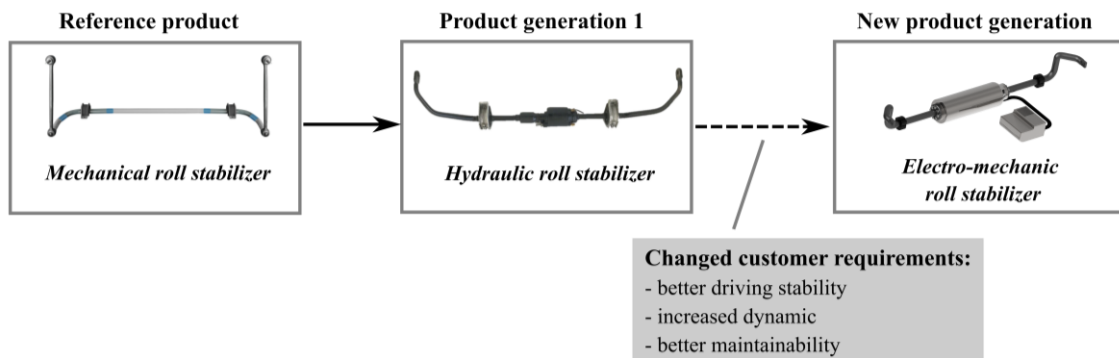 Reference product
Product generation 1
New product generation
Mechanical roll stabilizer
Hydraulic roll stabilizer
Electro-mechanic
roll stabilizer
Changed customer requirements:
- better driving stability
- increased dynamic
- better maintainability